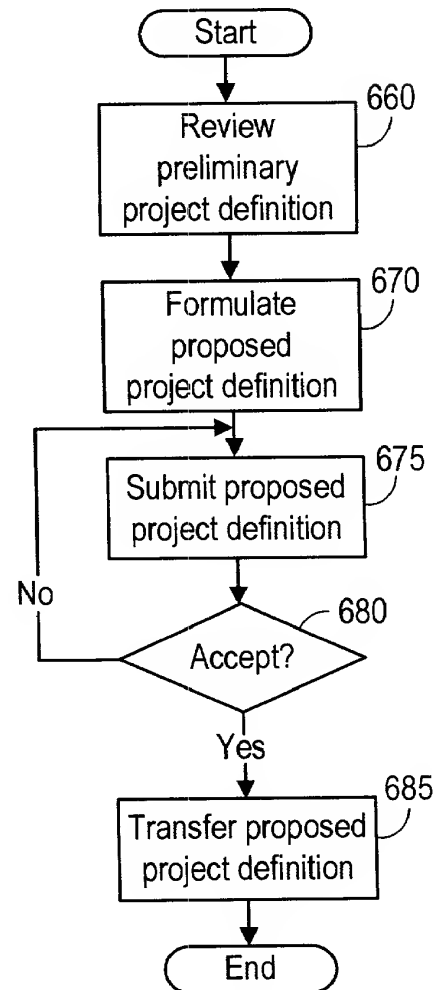 Start
660
Review
preliminary
project definition
670
Formulate
proposed
project definition
675
Submit proposed
project definition
No
680
Accept?
Yes
685
Transfer proposed
project definition
End